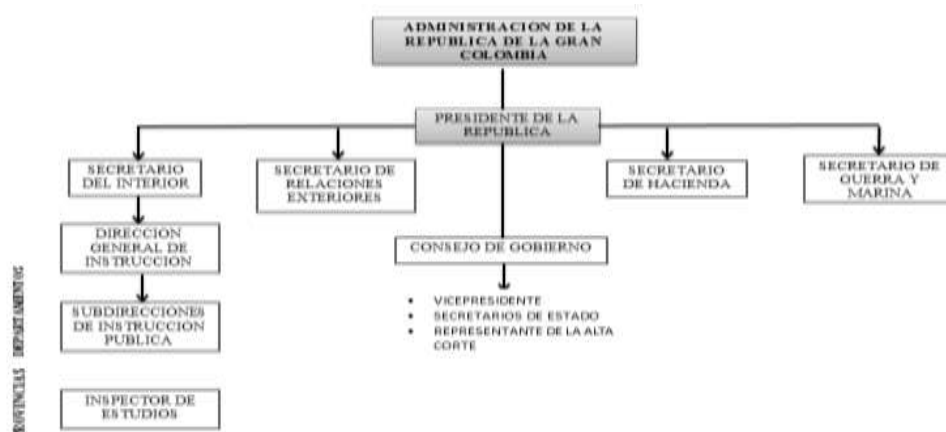 ADMINISTRACION DE LA
REPUBLICA DE LA GRAN
COLOMBIA
PRESIDENTE DE LA
REPUBLICA
SECRETARIO
DEL INTERIOR
SECRETARIO DE
RELACIONES
EXTERIORES
SECRETARIO
DE HACIENDA
SECRETARIO DE
GUERRA Y
MARINA
DIRECCION
GENERAL DE
INSTRUCCION
CONSEJO DE GOBIERNO
• VICEPRESIDENTE
• SECRETARIOS DE ESTADO
• REPRESENTANTE DE LA ALTA
CORTE
SUBDIRECCIONES
DE INSTRUCCION
PUBLICA
INSPECTOR DE
ESTUDIOS
ROVINCIAS DEPARTAMENTOS